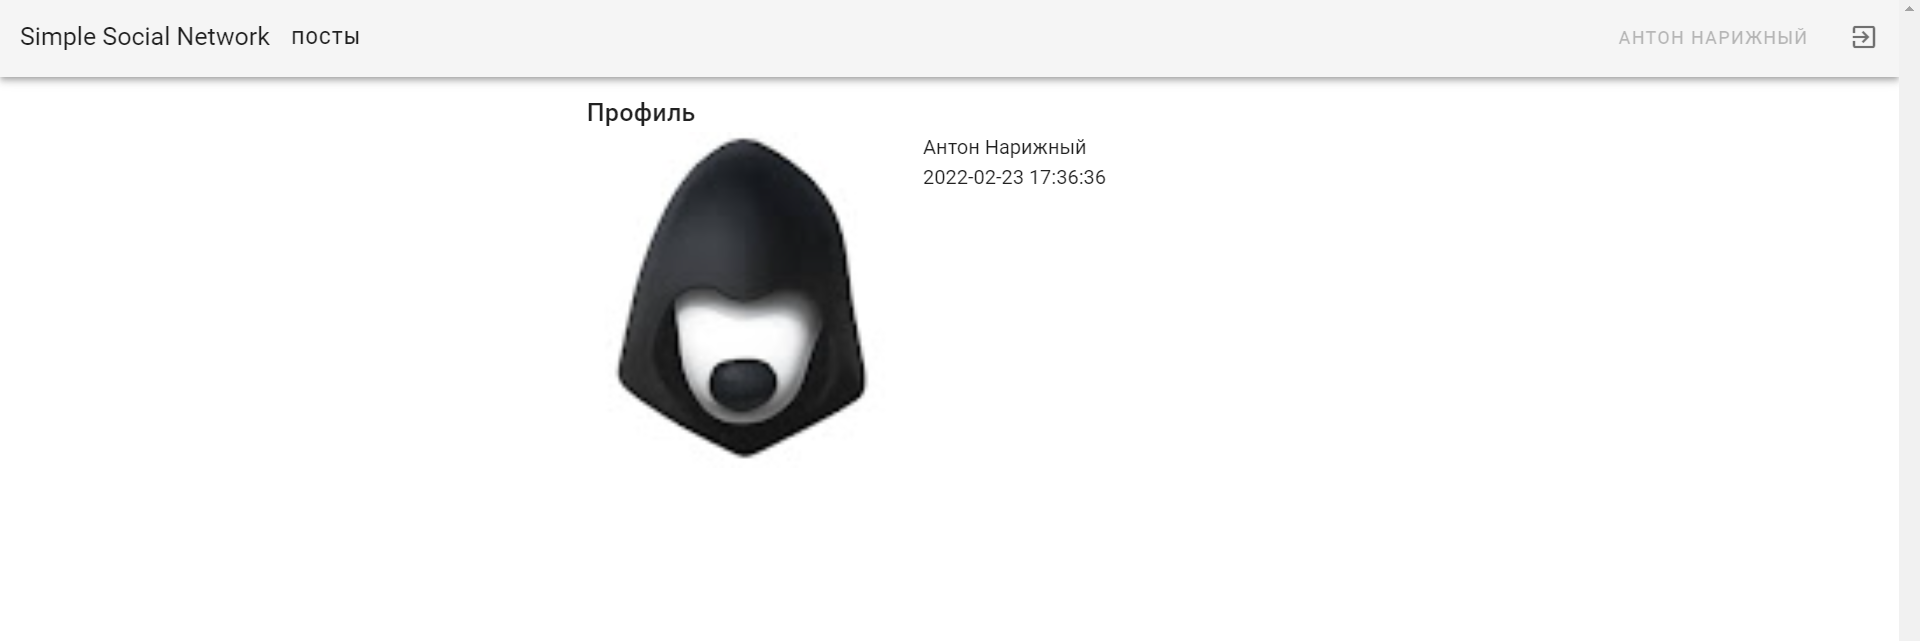 Simple Social Network ПОСТЫ АНТОН НАРИЖНЫЙ
Профиль
Антон Нарижный
2022-02-23 17:36:36